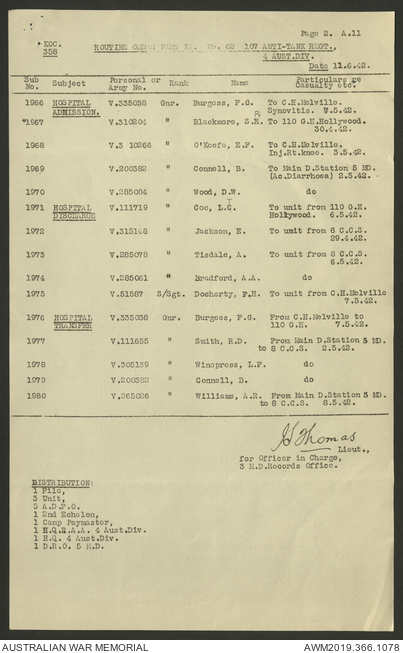 Page 2. A.11
KOC.
358
ROUTINE ORDER PART II. No. 62 107 ANTI-TANK REGT.,
4 AUST.DIV.
Date 11.6.42.
Sub No. Subject Personal or Army No. Rank Name Particulars re Casualty etc.
1966 HOSPITAL ADMISSION. V.335038 Gnr. Burgess, F.G. To C.H.Melville. Synovitis. 7.5.42.
*1967 V.310204 " Blackmore, S.E. R To 110 G.H.Hollywood. 30.4.42.
1968 V.3 10266 " O'Keefe, E.F. To C.H.Melville. Inj.Rt.knee. 3.5.42.
1969 V.200382 " Connell, B. To Main D.Station 5 MD. (Ac.Diarrhoea) 2.5.42.
1970 V.285084 " Wood, D.W. do
1971 HOSPITAL DISCHARGE V.111719 " Coc, L.C. To unit from 110 G.H. Hollywood. 6.5.42.
1972 V.315148 " Jackson, E. To unit from 8 C.C.S. 29.4.42.
1973 V.285078 " Tisdale, A. To unit from 8 C.C.S. 6.5.42.
1974 V.285061 " Bradford, A.A. do
1975 V.51587 S/Sgt. Docherty, F.H. To unit from C.H.Melville 7.5.42.
1976 HOSPITAL TRANSFER V.335038 Gnr. Burgess, F.G. From C.H.Melville to 110 G.H. 7.5.42.
1977 V.111655 " Smith, R.D. From Main D.Station 5 MD. to 8 C.C.S. 2.5.42.
1978 V.305139 " Winepress, L.F. do
1979 V.200382 " Connell, B. do
1980 V.265026 " Williams, A.R. From Main D.Station 5 MD. to 8 C.C.S. 8.5.42.
Thomas
Lieut.,
for Officer in Charge,
3 M.D.Records Office.
DISTRIBUTION:
1 File,
3 Unit,
5 A.D.P.O.
1 2nd Echelon,
1 Camp Paymaster,
1 H.Q.R.A.A. 4 Aust.Div.
1 H.Q. 4 Aust.Div.
1 D.R.O. 5 M.D.
AUSTRALIAN WAR MEMORIAL AWM2019.366.1078